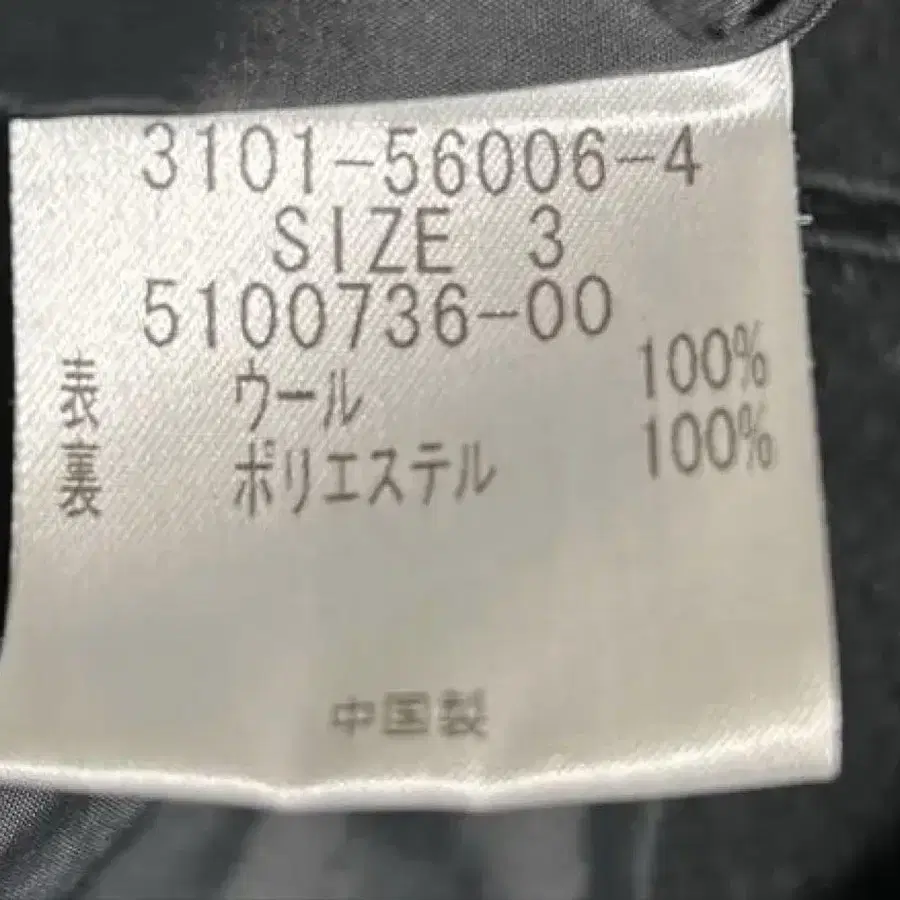 3101-56006-4
SIZE 3
5100736-00
表 ウール 100%
裏 ポリエステル 100%
中国製